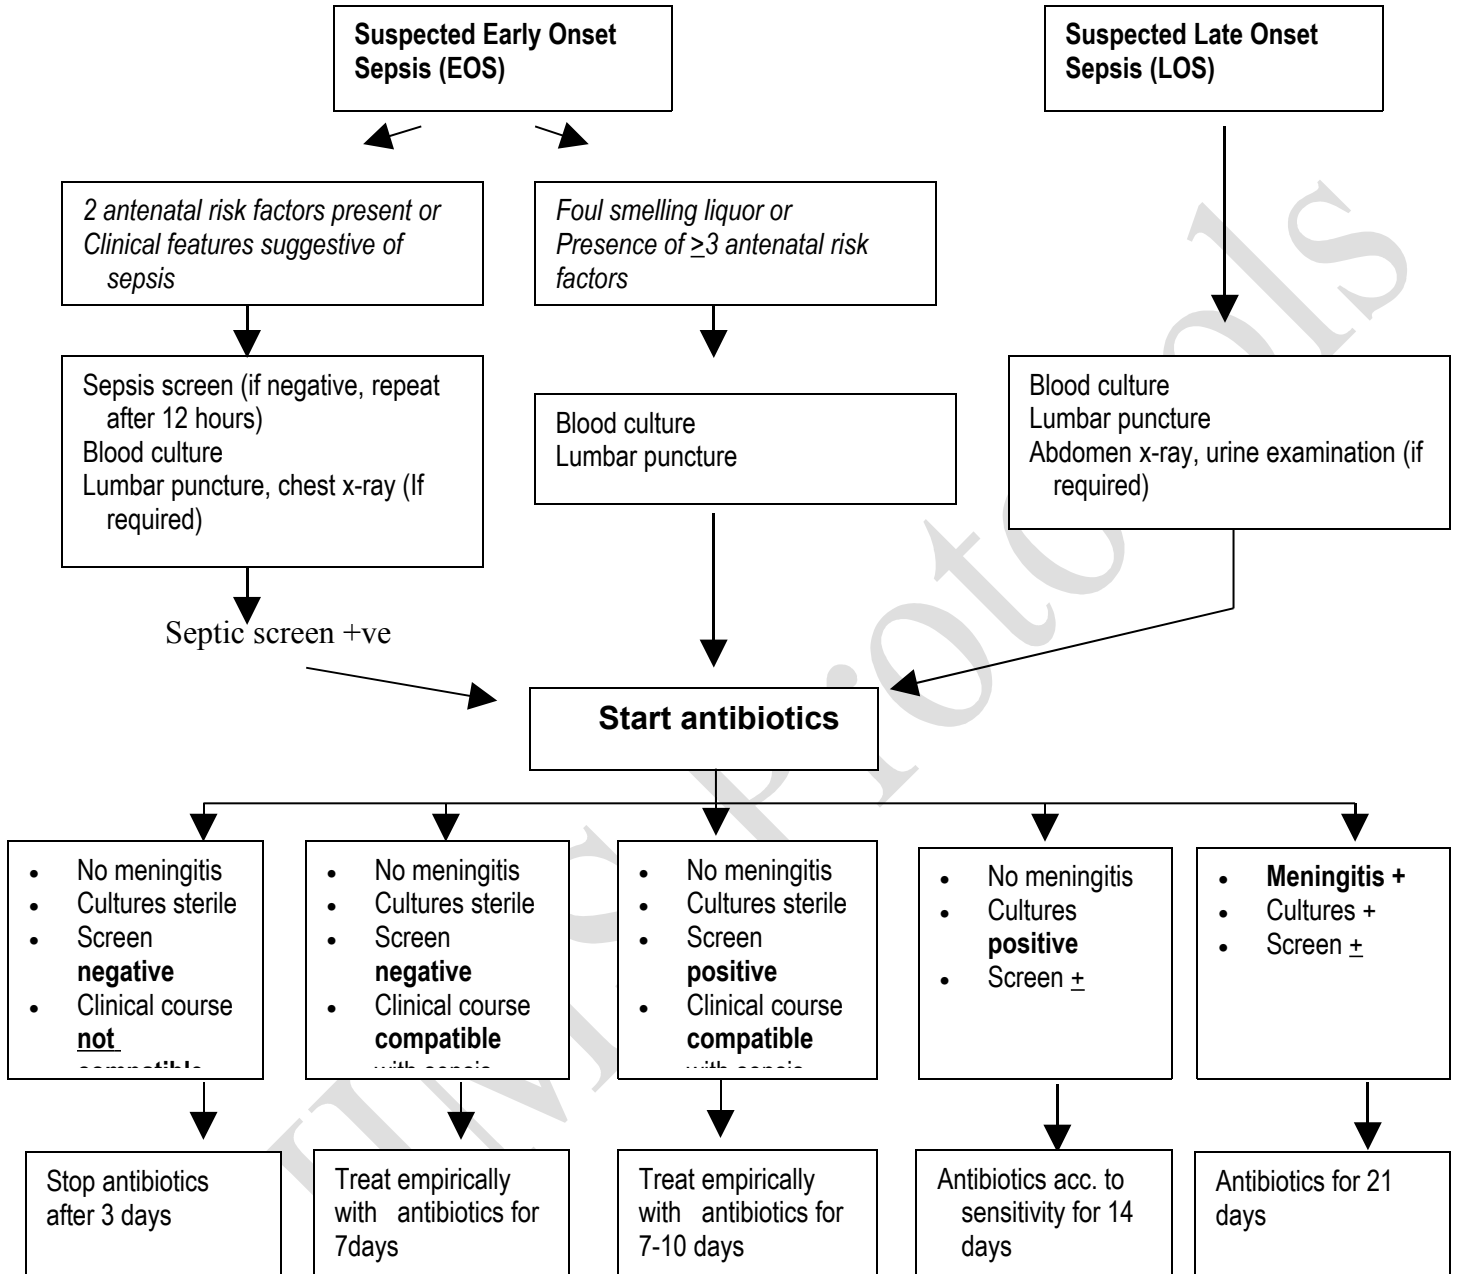 Suspected Early Onset
Sepsis (EOS)
Suspected Late Onset
Sepsis (LOS)
2 antenatal risk factors present or
Clinical features suggestive of
sepsis
Foul smelling liquor or
Presence of ≥3 antenatal risk
factors
Sepsis screen (if negative, repeat
after 12 hours)
Blood culture
Lumbar puncture, chest x-ray (If
required)
Blood culture
Lumbar puncture
Blood culture
Lumbar puncture
Abdomen x-ray, urine examination (if
required)
Septic screen +ve
Start antibiotics
• No meningitis
• Cultures sterile
• Screen
negative
• Clinical course
not
compatible
• No meningitis
• Cultures sterile
• Screen
negative
• Clinical course
compatible
with sepsis
• No meningitis
• Cultures sterile
• Screen
positive
• Clinical course
compatible
with sepsis
• No meningitis
• Cultures
positive
• Screen ±
• Meningitis +
• Cultures +
• Screen ±
Stop antibiotics
after 3 days
Treat empirically
with antibiotics for
7days
Treat empirically
with antibiotics for
7-10 days
Antibiotics acc. to
sensitivity for 14
days
Antibiotics for 21
days